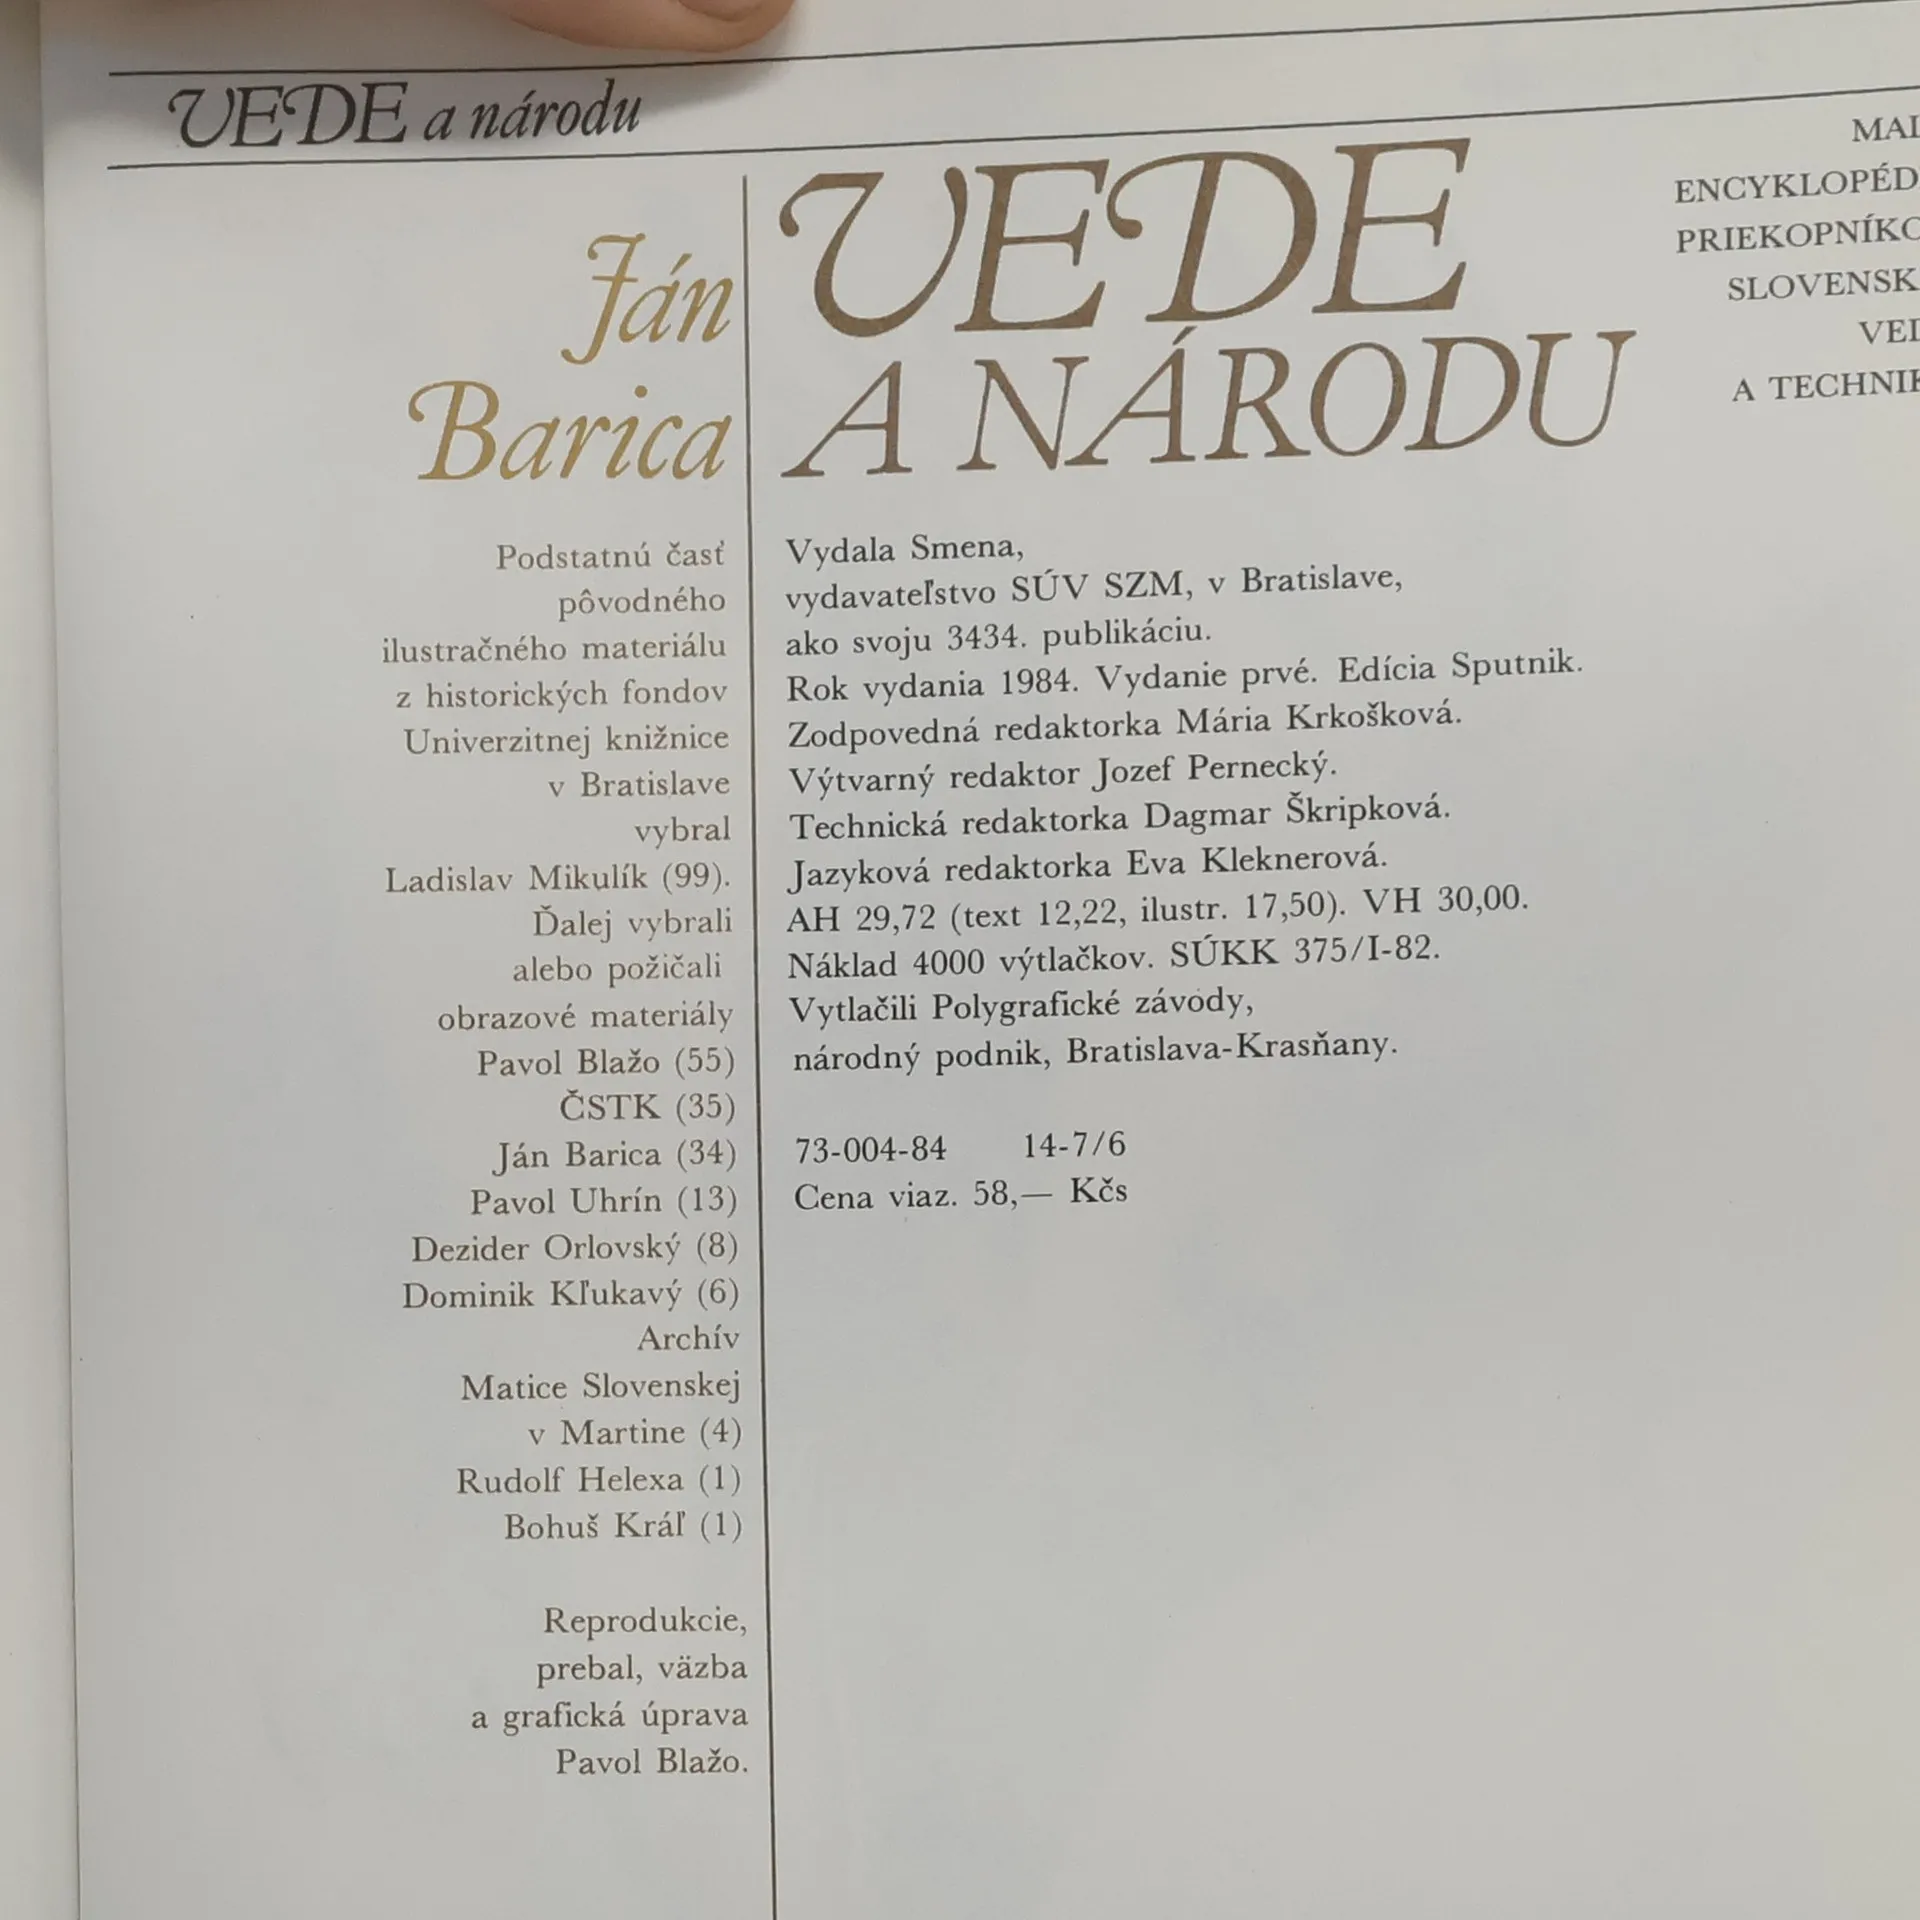 VEDE a národu
Ján
Barica
Podstatnú časť
pôvodného
ilustračného materiálu
z historických fondov
Univerzitnej knižnice
v Bratislave
vybral
Ladislav Mikulík (99).
Ďalej vybrali
alebo požičali
obrazové materiály
Pavol Blažo (55)
ČSTK (35)
Ján Barica (34)
Pavol Uhrín (13)
Dezider Orlovský (8)
Dominik Kľukavý (6)
Archív
Matice Slovenskej
v Martine (4)
Rudolf Helexa (1)
Bohuš Kráľ (1)
Reprodukcie,
prebal, väzba
a grafická úprava
Pavol Blažo.
VEDE
A NÁRODU
Vydala Smena,
vydavateľstvo SÚV SZM, v Bratislave,
ako svoju 3434. publikáciu.
Rok vydania 1984. Vydanie prvé. Edícia Sputnik.
Zodpovedná redaktorka Mária Krkošková.
Výtvarný redaktor Jozef Pernecký.
Technická redaktorka Dagmar Škripková.
Jazyková redaktorka Eva Kleknerová.
AH 29,72 (text 12,22, ilustr. 17,50). VH 30,00.
Náklad 4000 výtlačkov. SÚKK 375/I-82.
Vytlačili Polygrafické závody,
národný podnik, Bratislava-Krasňany.
73-004-84 14-7/6
Cena viaz. 58,— Kčs
MAL
ENCYKLOPÉD
PRIEKOPNÍKO
SLOVENSK
VED
A TECHNIK